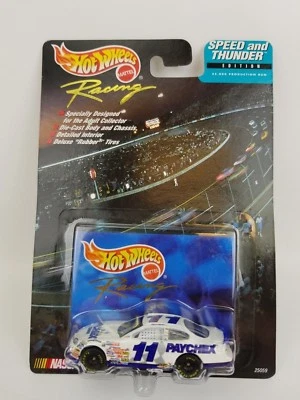 HOT WHEELS
MATTEL
Racing
SPEED and
THUNDER
EDITION
Specially Designed
for the Adult Collector
Die-Cast Body and Chassis,
Detailed Interior
Deluxe "Rubber" Tires
HOT WHEELS
MATTEL
Racing
11 PAYCHEX
NAS
25059